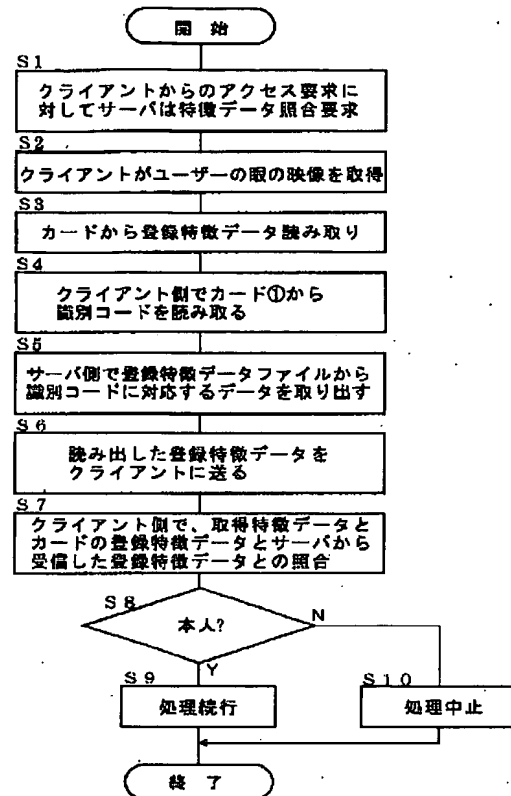 開 始
S1
クライアントからのアクセス要求に
対してサーバは特徴データ照合要求
S2
クライアントがユーザーの眼の映像を取得
S3
カードから登録特徴データ読み取り
S4
クライアント側でカード①から
識別コードを読み取る
S5
サーバ側で登録特徴データファイルから
識別コードに対応するデータを取り出す
S6
読み出した登録特徴データを
クライアントに送る
S7
クライアント側で、取得特徴データと
カードの登録特徴データとサーバから
受信した登録特徴データとの照合
S8
本人?
N
Y
S9
処理続行
S10
処理中止
終 了